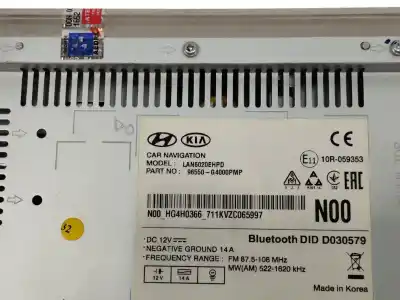 KIA
CE
CAR NAVIGATION
MODEL: LAN6020EHPD
PART NO: 96550-G4000PMP
E11 10R-059353
EAC
N00_HG4H0366_711KVZC065997
N00
DC 12V
NEGATIVE GROUND 14A
FREQUENCY RANGE: FM 87.5-108 MHz
MW(AM) 522-1620 kHz
Bluetooth DID D030579
12V
14A
Made in Korea